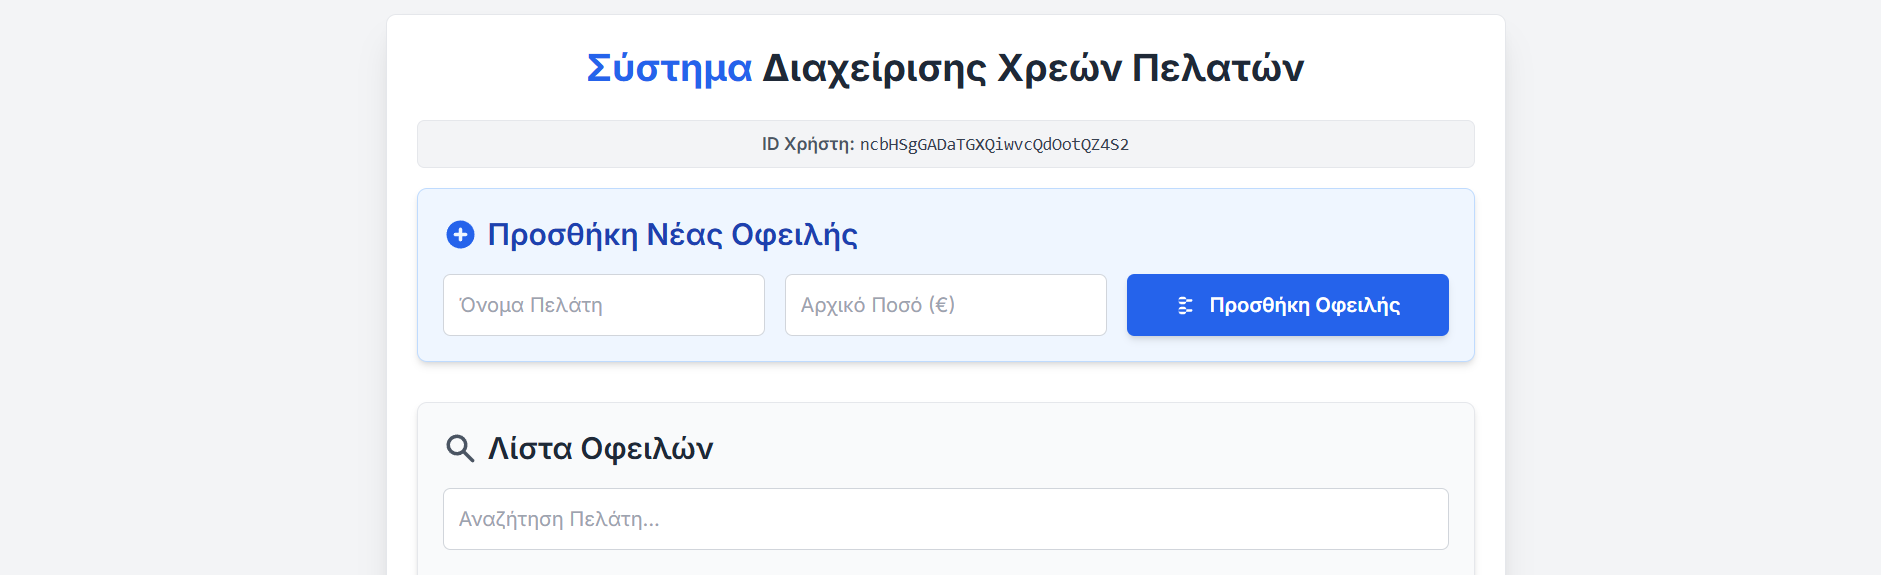 Σύστημα Διαχείρισης Χρεών Πελατών
ID Χρήστη: ncbHSgGADaTGXQiwvcQdOotQZ4S2
Προσθήκη Νέας Οφειλής
Όνομα Πελάτη
Αρχικό Ποσό (€)
Προσθήκη Οφειλής
Λίστα Οφειλών
Αναζήτηση Πελάτη...